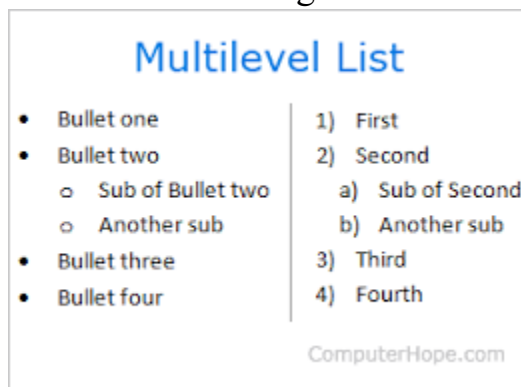 Multilevel List
• Bullet one
• Bullet two
o Sub of Bullet two
o Another sub
• Bullet three
• Bullet four
1) First
2) Second
a) Sub of Second
b) Another sub
3) Third
4) Fourth
ComputerHope.com